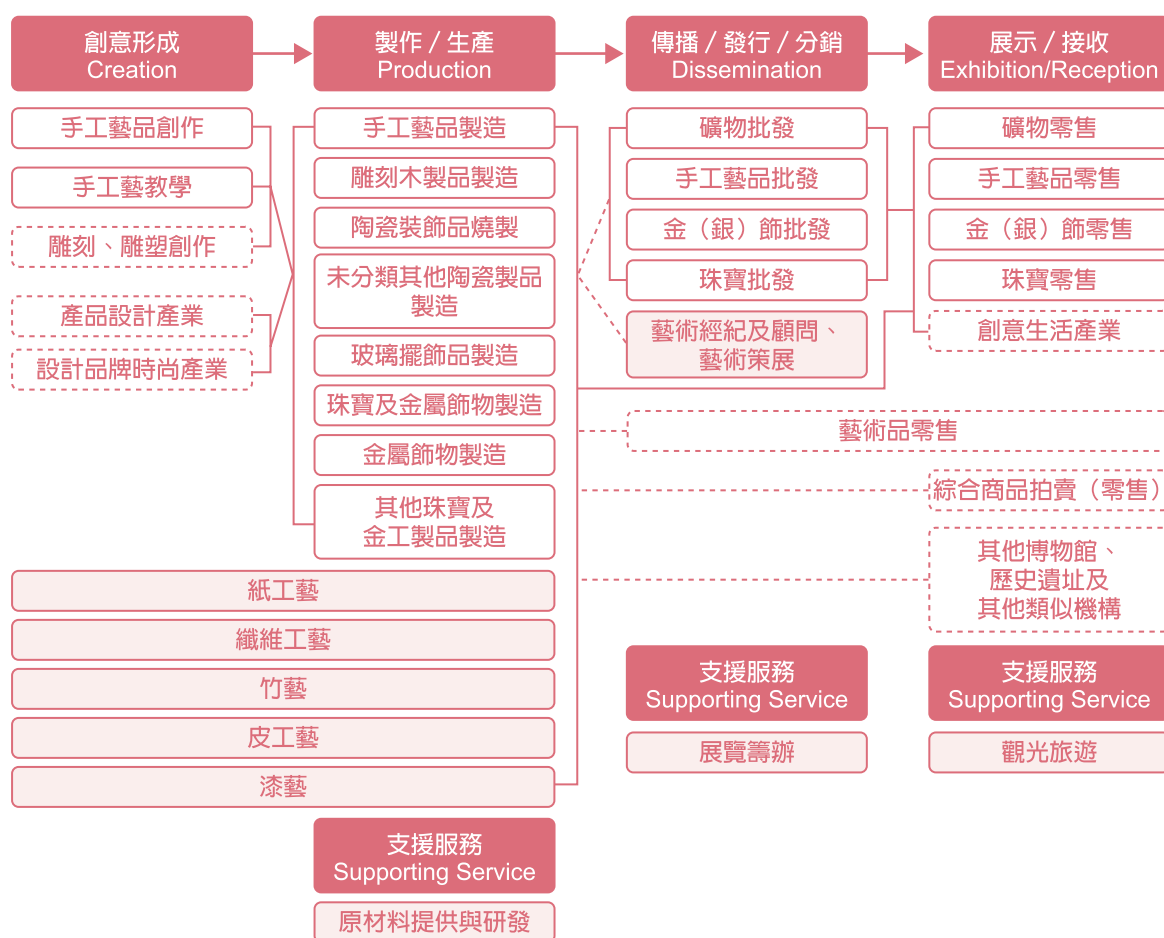 創意形成
Creation
製作 / 生產
Production
傳播 / 發行 / 分銷
Dissemination
展示 / 接收
Exhibition/Reception
手工藝品創作
手工藝教學
雕刻、雕塑創作
產品設計產業
設計品牌時尚產業
手工藝品製造
雕刻木製品製造
陶瓷裝飾品燒製
未分類其他陶瓷製品
製造
玻璃擺飾品製造
珠寶及金屬飾物製造
金屬飾物製造
其他珠寶及
金工製品製造
礦物批發
手工藝品批發
金（銀）飾批發
珠寶批發
藝術經紀及顧問、
藝術策展
礦物零售
手工藝品零售
金（銀）飾零售
珠寶零售
創意生活產業
藝術品零售
綜合商品拍賣（零售）
其他博物館、
歷史遺址及
其他類似機構
紙工藝
纖維工藝
竹藝
皮工藝
漆藝
支援服務
Supporting Service
原材料提供與研發
支援服務
Supporting Service
展覽籌辦
支援服務
Supporting Service
觀光旅遊